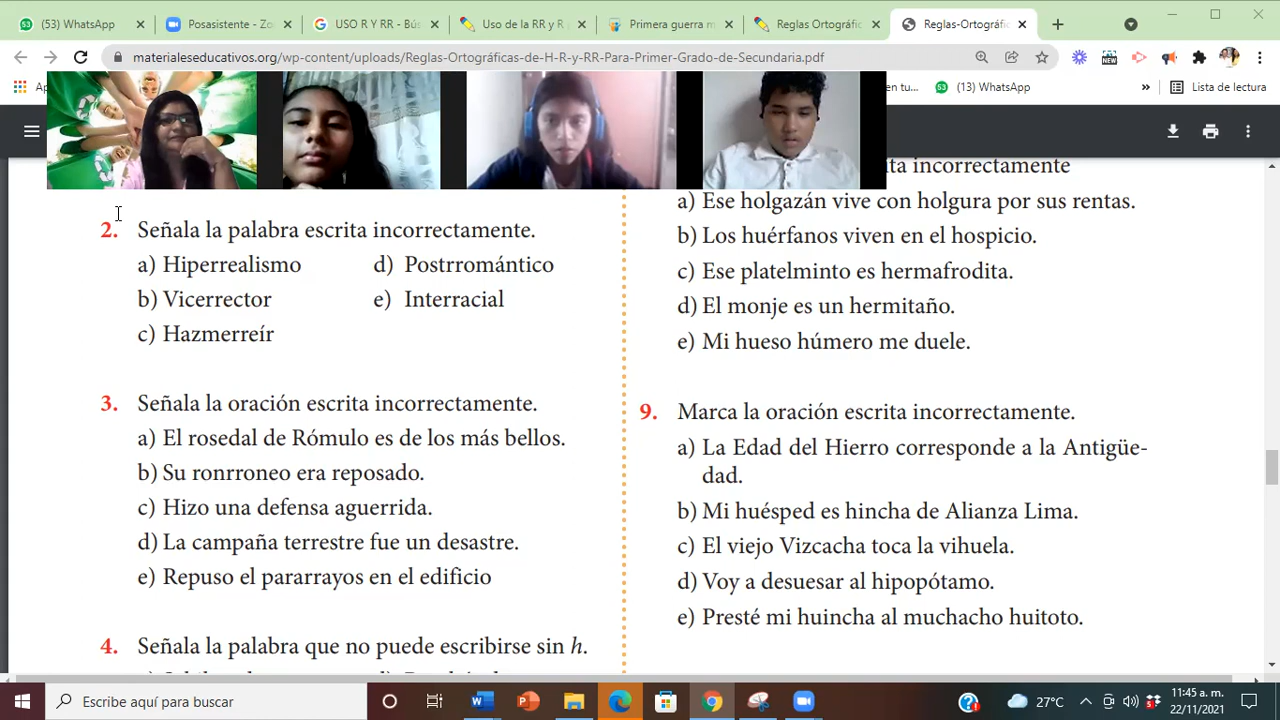 (53) WhatsApp
Posasistente - Zo
USO R Y RR - Bús
Uso de la RR y R
Primera guerra m
Reglas Ortográfic
Reglas-Ortográfic
materialeseducativos.org/wp-content/uploads/Reglas-Ortográficas-de-H-R-y-RR-Para-Primer-Grado-de-Secundaria.pdf
NEW
Ap
en tu...
(13) WhatsApp
»
Lista de lectura
2. Señala la palabra escrita incorrectamente.
a) Hiperrealismo
d) Postrromántico
b) Vicerrector
e) Interracial
c) Hazmerreír
3. Señala la oración escrita incorrectamente.
a) El rosedal de Rómulo es de los más bellos.
b) Su ronrroneo era reposado.
c) Hizo una defensa aguerrida.
d) La campaña terrestre fue un desastre.
e) Repuso el pararrayos en el edificio
4. Señala la palabra que no puede escribirse sin h.
ita incorrectamente
a) Ese holgazán vive con holgura por sus rentas.
b) Los huérfanos viven en el hospicio.
c) Ese platelminto es hermafrodita.
d) El monje es un hermitaño.
e) Mi hueso húmero me duele.
9. Marca la oración escrita incorrectamente.
a) La Edad del Hierro corresponde a la Antigüe-
dad.
b) Mi huésped es hincha de Alianza Lima.
c) El viejo Vizcacha toca la vihuela.
d) Voy a desuesar al hipopótamo.
e) Presté mi huincha al muchacho huitoto.
Escribe aquí para buscar
27°C
11:45 a. m.
22/11/2021